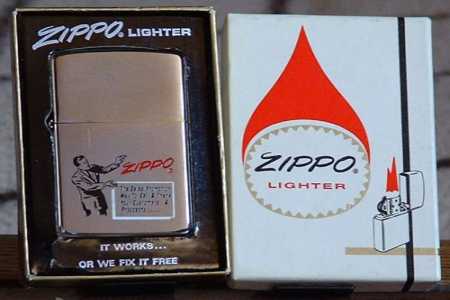 ZIPPO® LIGHTER
ZIPPO
IT WORKS...
OR WE FIX IT FREE
ZIPPO®
LIGHTER